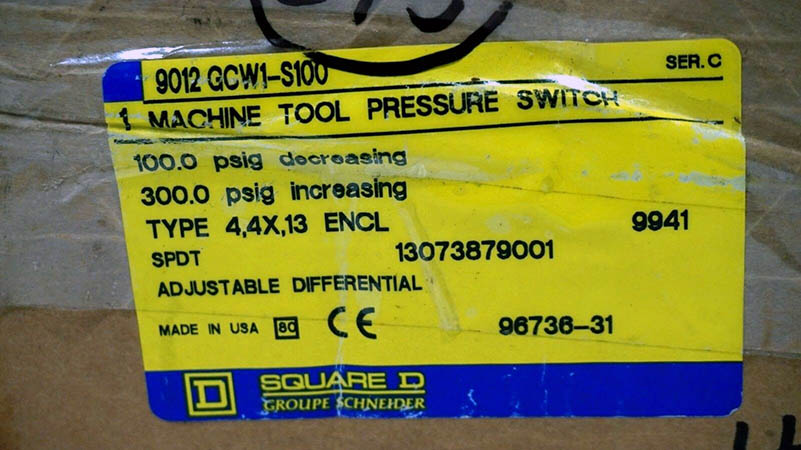 9012 GCW1-S100 SER. C
1 MACHINE TOOL PRESSURE SWITCH
100.0 psig decreasing
300.0 psig increasing
TYPE 4,4X,13 ENCL 9941
SPDT 13073879001
ADJUSTABLE DIFFERENTIAL
MADE IN USA 80 CE 96736-31
D SQUARE D
GROUPE SCHNEIDER